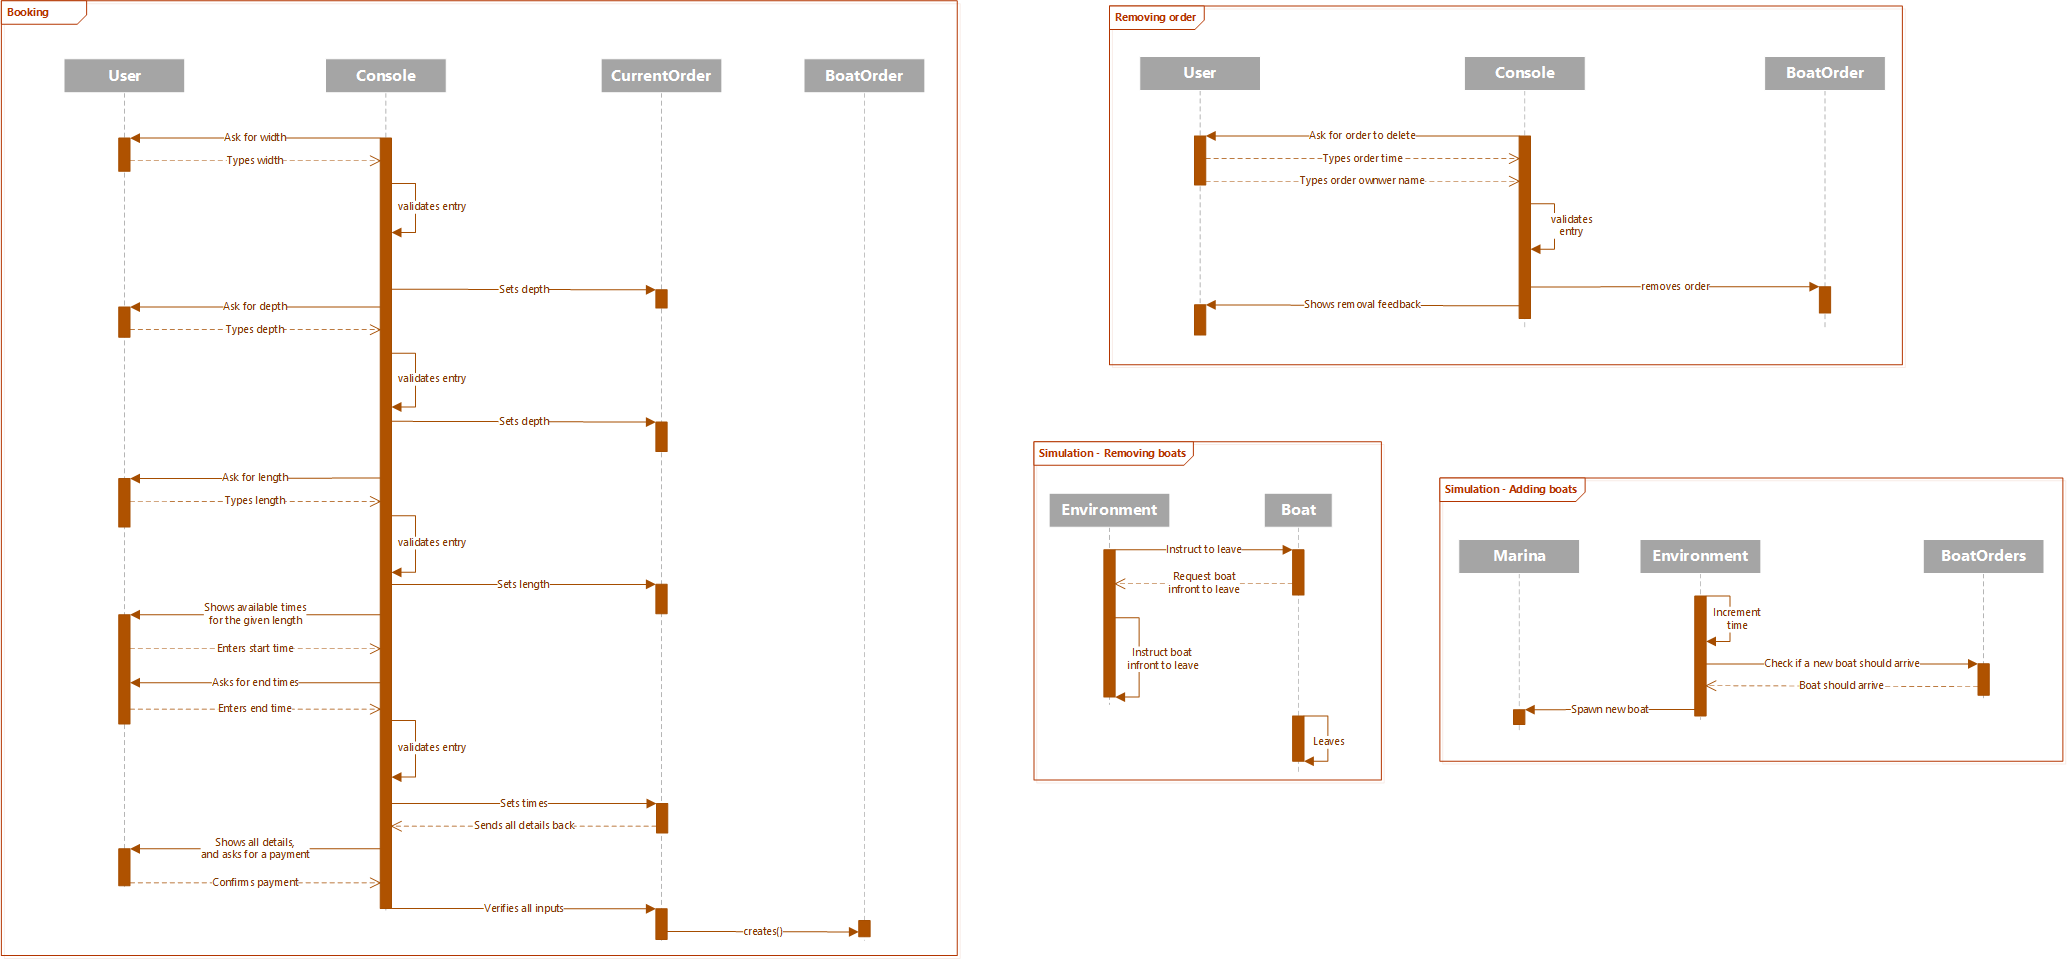 Booking
User
Console
CurrentOrder
BoatOrder
Ask for width
Types width
validates entry
Sets depth
Ask for depth
Types depth
validates entry
Sets depth
Ask for length
Types length
validates entry
Sets length
Shows available times
for the given length
Enters start time
Asks for end times
Enters end time
validates entry
Sets times
Sends all details back
Shows all details,
and asks for a payment
Confirms payment
Verifies all inputs
creates()
Removing order
User
Console
BoatOrder
Ask for order to delete
Types order time
Types order ownwer name
validates
entry
removes order
Shows removal feedback
Simulation - Removing boats
Environment
Boat
Instruct to leave
Request boat
infront to leave
Instruct boat
infront to leave
Leaves
Simulation - Adding boats
Marina
Environment
BoatOrders
Increment
time
Check if a new boat should arrive
Boat should arrive
Spawn new boat